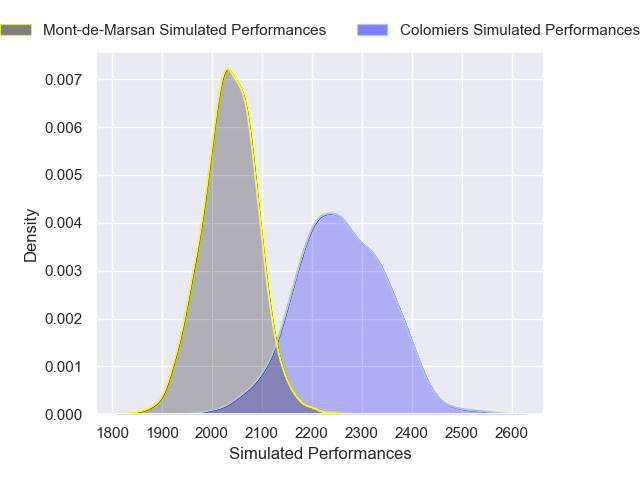 Mont-de-Marsan Simulated Performances Colomiers Simulated Performances
0.007
0.006
0.005
0.004
0.003
0.002
0.001
0.000
Density
1800 1900 2000 2100 2200 2300 2400 2500 2600
Simulated Performances